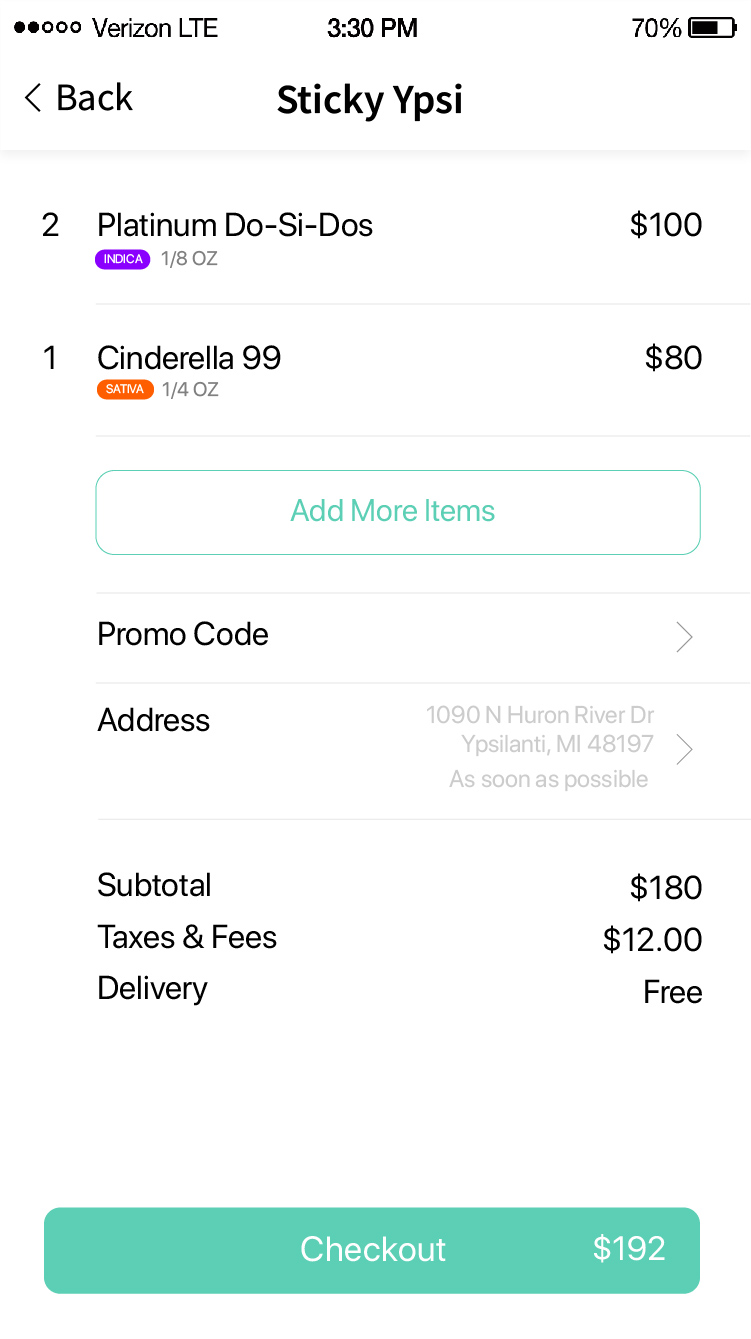 Verizon LTE 3:30 PM 70%
Back Sticky Ypsi
2 Platinum Do-Si-Dos $100
INDICA 1/8 OZ
1 Cinderella 99 $80
SATIVA 1/4 OZ
Add More Items
Promo Code
Address 1090 N Huron River Dr
Ypsilanti, MI 48197
As soon as possible
Subtotal $180
Taxes & Fees $12.00
Delivery Free
Checkout $192